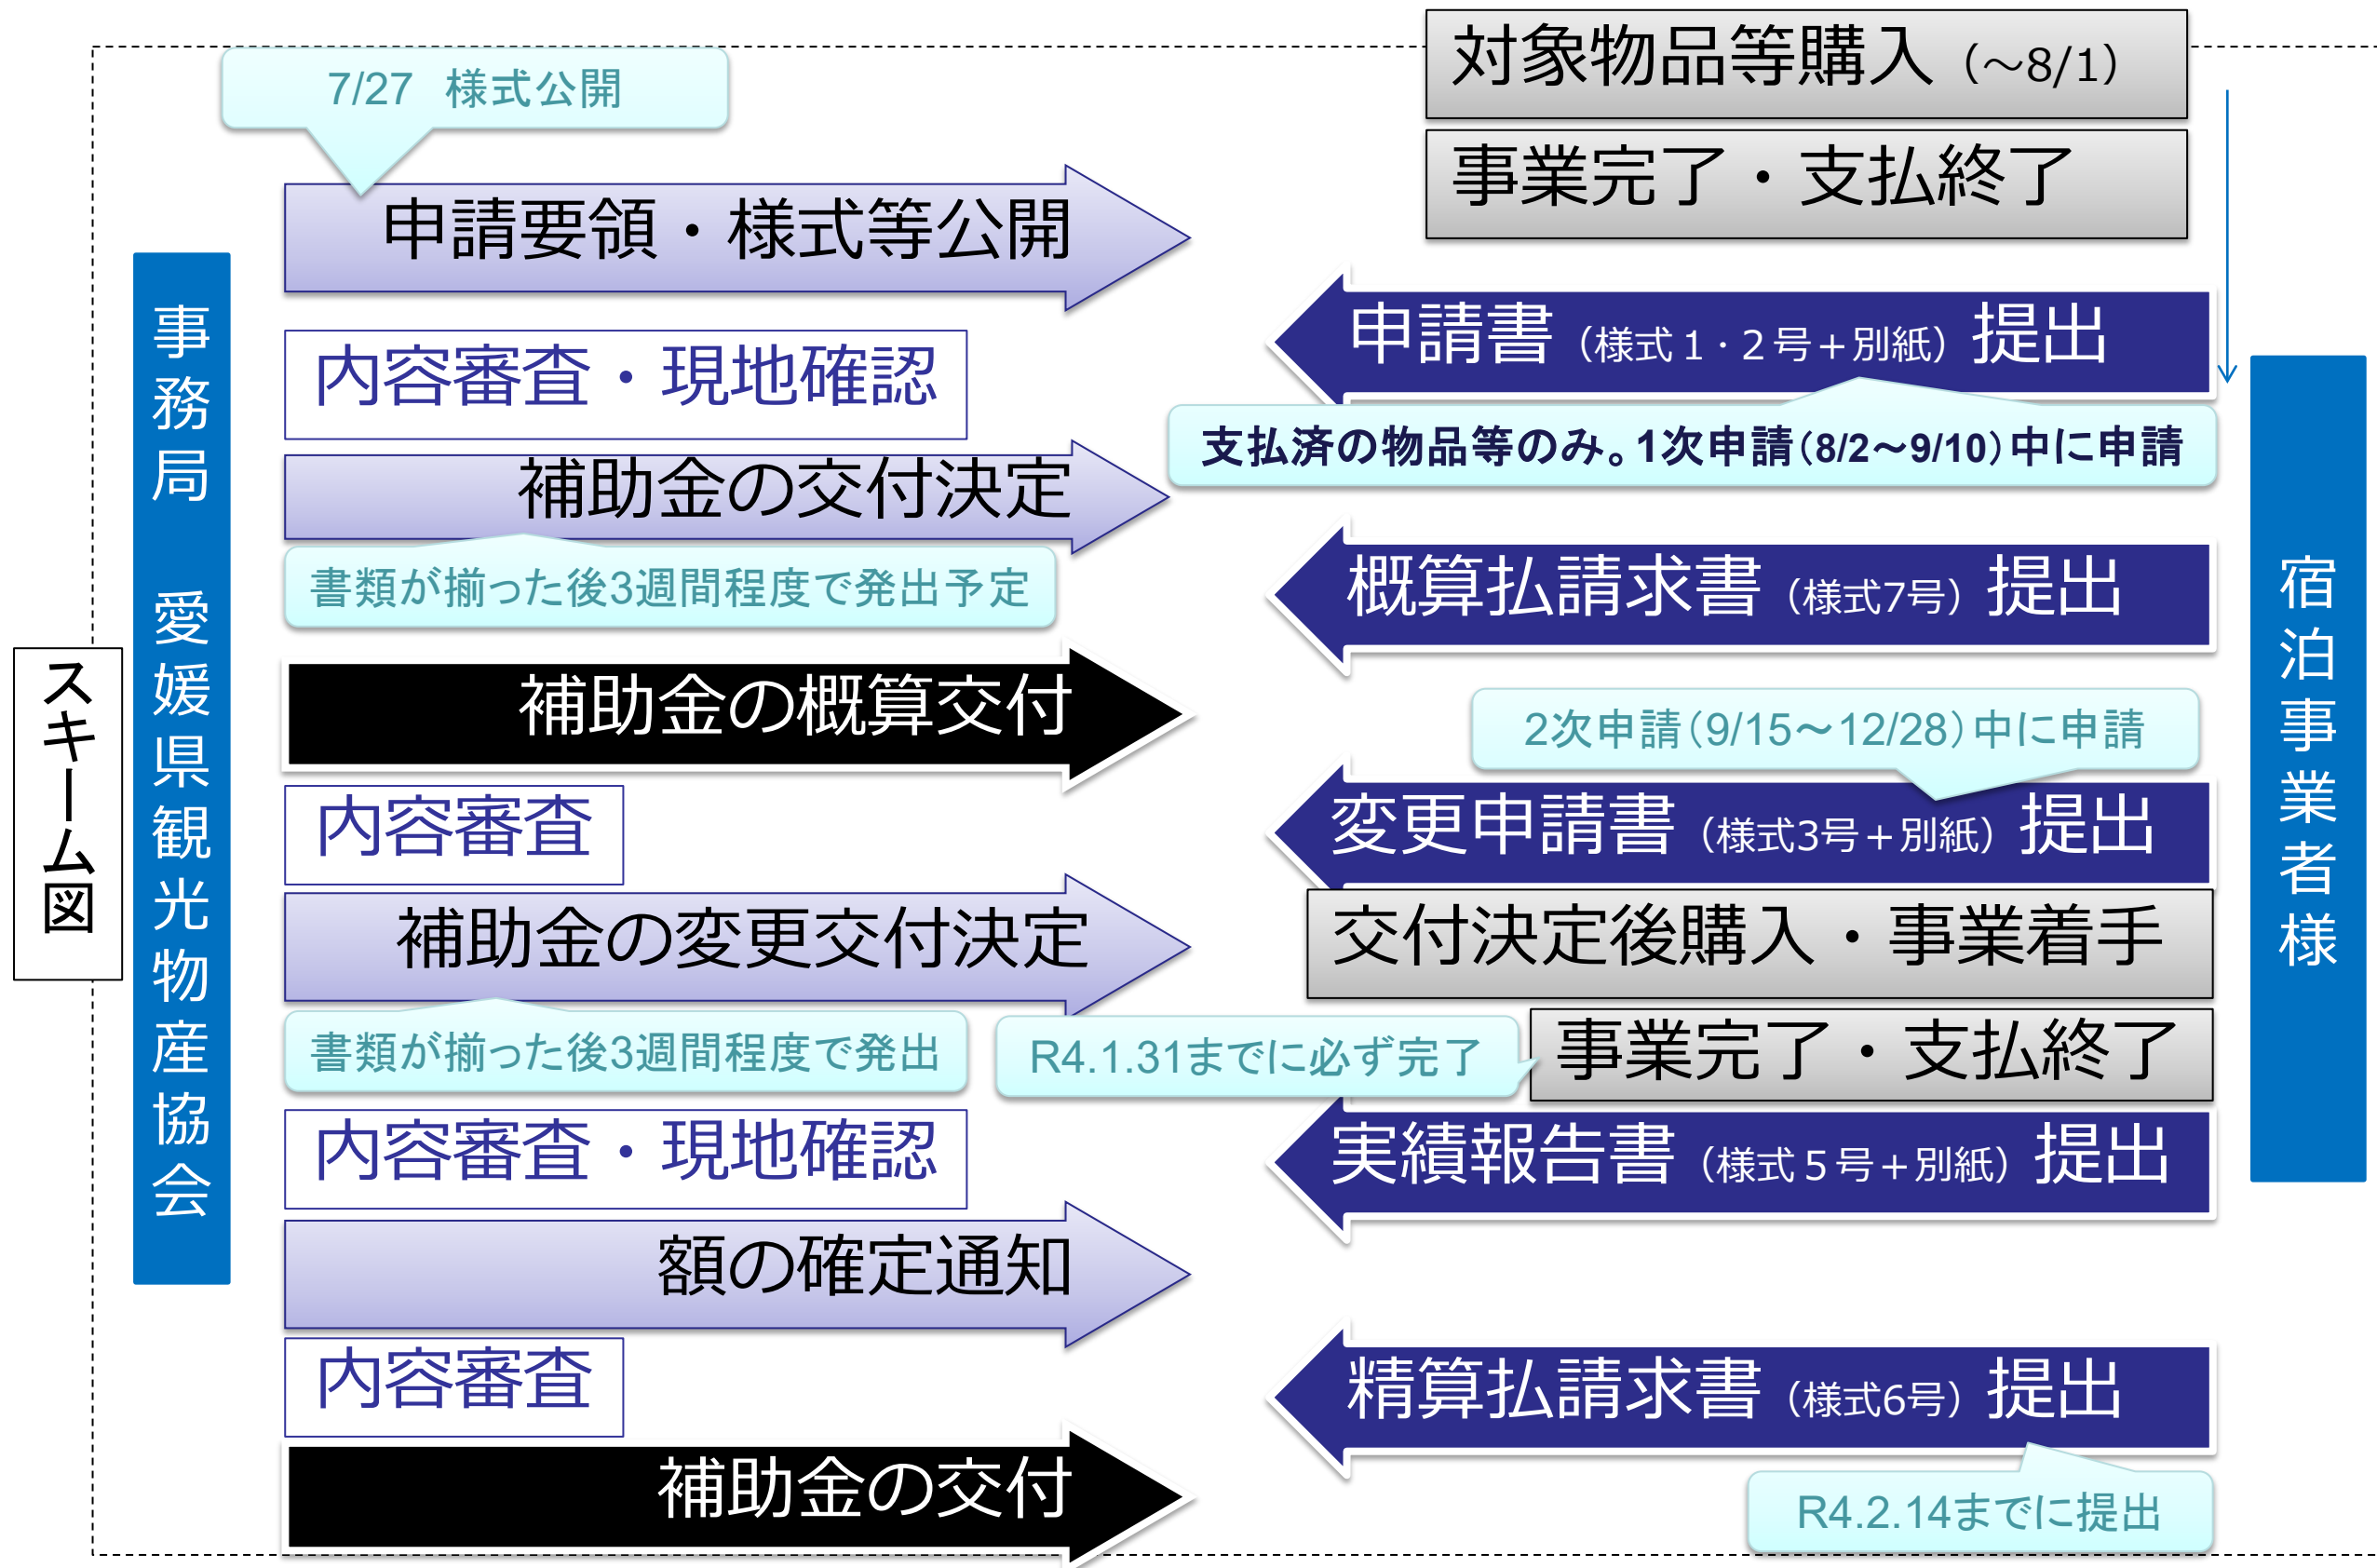 対象物品等購入（～8/1）
7/27　様式公開
事業完了・支払終了
申請要領・様式等公開
申請書（様式１・２号＋別紙）提出
内容審査・現地確認
支払済の物品等のみ。1次申請（8/2～9/10）中に申請
補助金の交付決定
書類が揃った後3週間程度で発出予定
概算払請求書（様式7号）提出
補助金の概算交付
2次申請（9/15～12/28）中に申請
内容審査
変更申請書（様式3号＋別紙）提出
補助金の変更交付決定
交付決定後購入・事業着手
書類が揃った後3週間程度で発出
R4.1.31までに必ず完了
事業完了・支払終了
内容審査・現地確認
実績報告書（様式５号＋別紙）提出
額の確定通知
内容審査
精算払請求書（様式6号）提出
補助金の交付
R4.2.14までに提出
スキーム図
事務局　愛媛県観光物産協会
宿泊事業者様